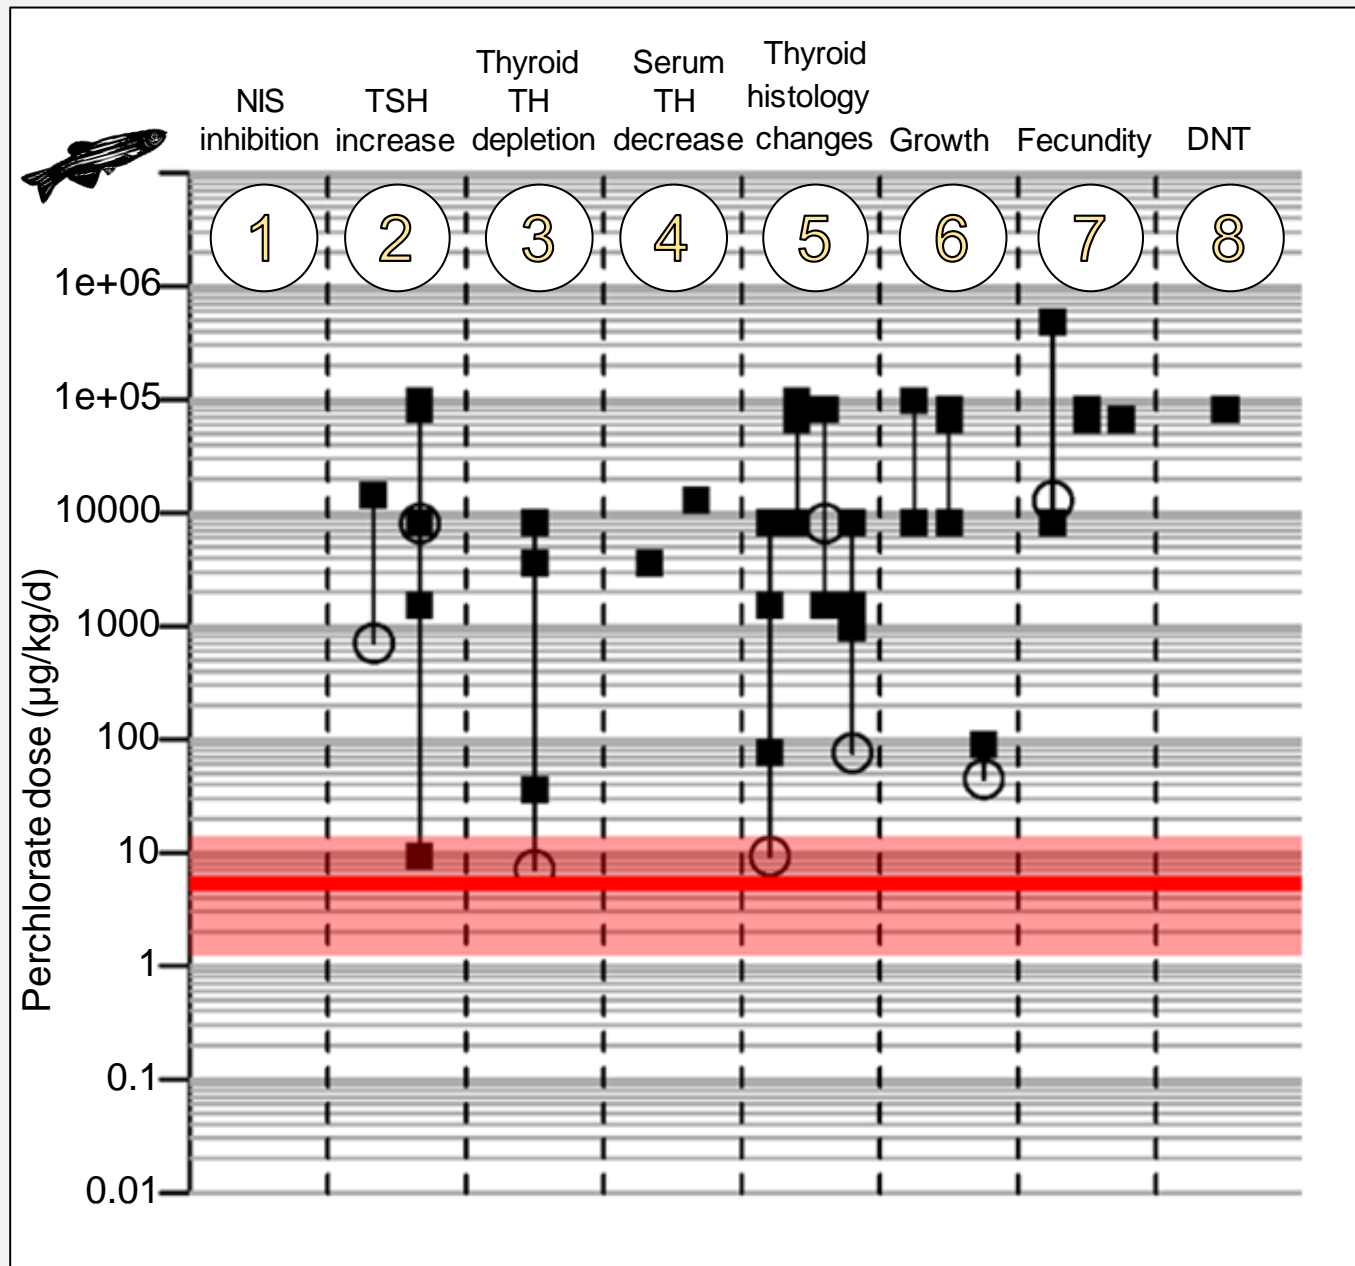 Thyroid Serum Thyroid
NIS TSH TH TH histology
inhibition increase depletion decrease changes Growth Fecundity DNT
1 2 3 4 5 6 7 8
1e+06
1e+05
10000
1000
100
10
1
0.1
0.01
Perchlorate dose (µg/kg/d)